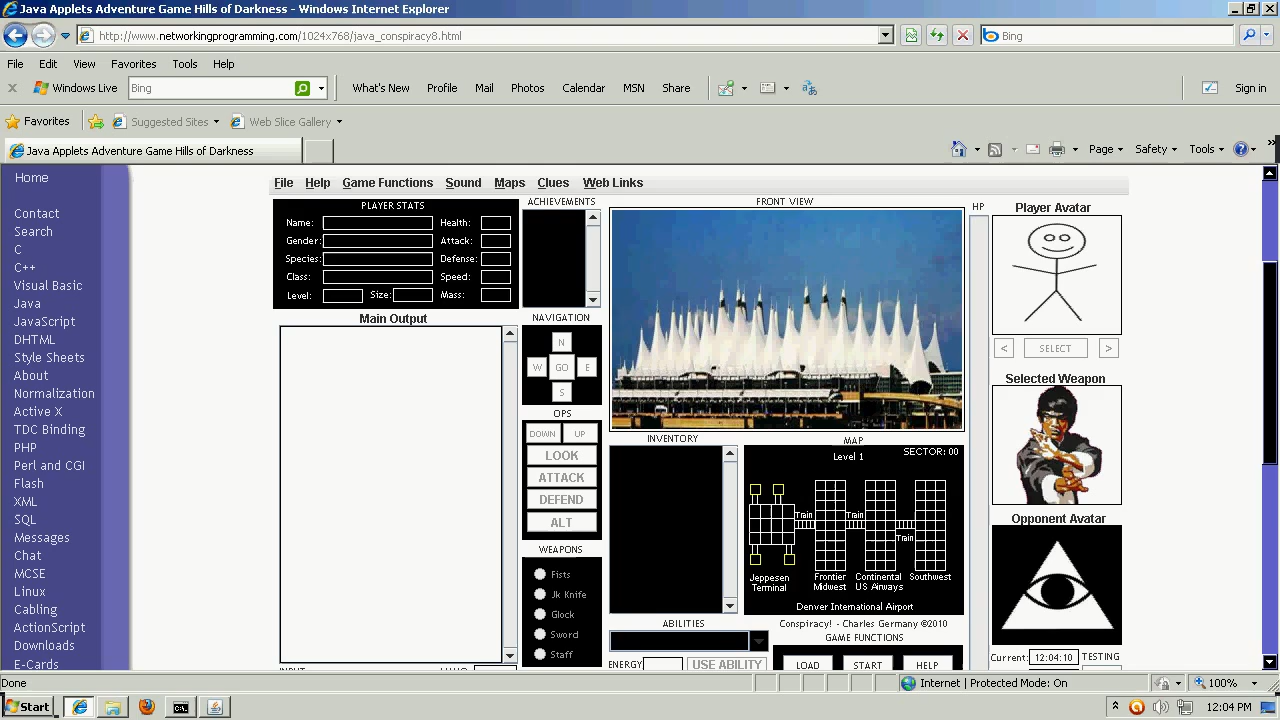 Java Applets Adventure Game Hills of Darkness - Windows Internet Explorer
http://www.networkingprogramming.com/1024x768/java_conspiracy8.html
Bing
File Edit View Favorites Tools Help
Windows Live Bing What's New Profile Mail Photos Calendar MSN Share Sign in
Favorites Suggested Sites Web Slice Gallery
Java Applets Adventure Game Hills of Darkness
Page Safety Tools
Home
Contact
Search
C
C++
Visual Basic
Java
JavaScript
DHTML
Style Sheets
About
Normalization
Active X
TDC Binding
PHP
Perl and CGI
Flash
XML
SQL
Messages
Chat
MCSE
Linux
Cabling
ActionScript
Downloads
E-Cards
File Help Game Functions Sound Maps Clues Web Links
PLAYER STATS
Name: Health:
Gender: Attack:
Species: Defense:
Class: Speed:
Level: Size: Mass:
Main Output
ACHIEVEMENTS
NAVIGATION
N
W GO E
S
OPS
DOWN UP
LOOK
ATTACK
DEFEND
ALT
WEAPONS
Fists
Jk Knife
Glock
Sword
Staff
FRONT VIEW
HP
INVENTORY
MAP
Level 1 SECTOR: 00
Train Train
Train
Jeppesen Terminal
Frontier Midwest
Continental US Airways
Southwest
Denver International Airport
Conspiracy! - Charles Germany ©2010
ABILITIES
ENERGY USE ABILITY
GAME FUNCTIONS
LOAD START HELP
Player Avatar
< SELECT >
Selected Weapon
Opponent Avatar
Current: 12:04:10 TESTING
Done
Internet | Protected Mode: On
100%
Start
12:04 PM